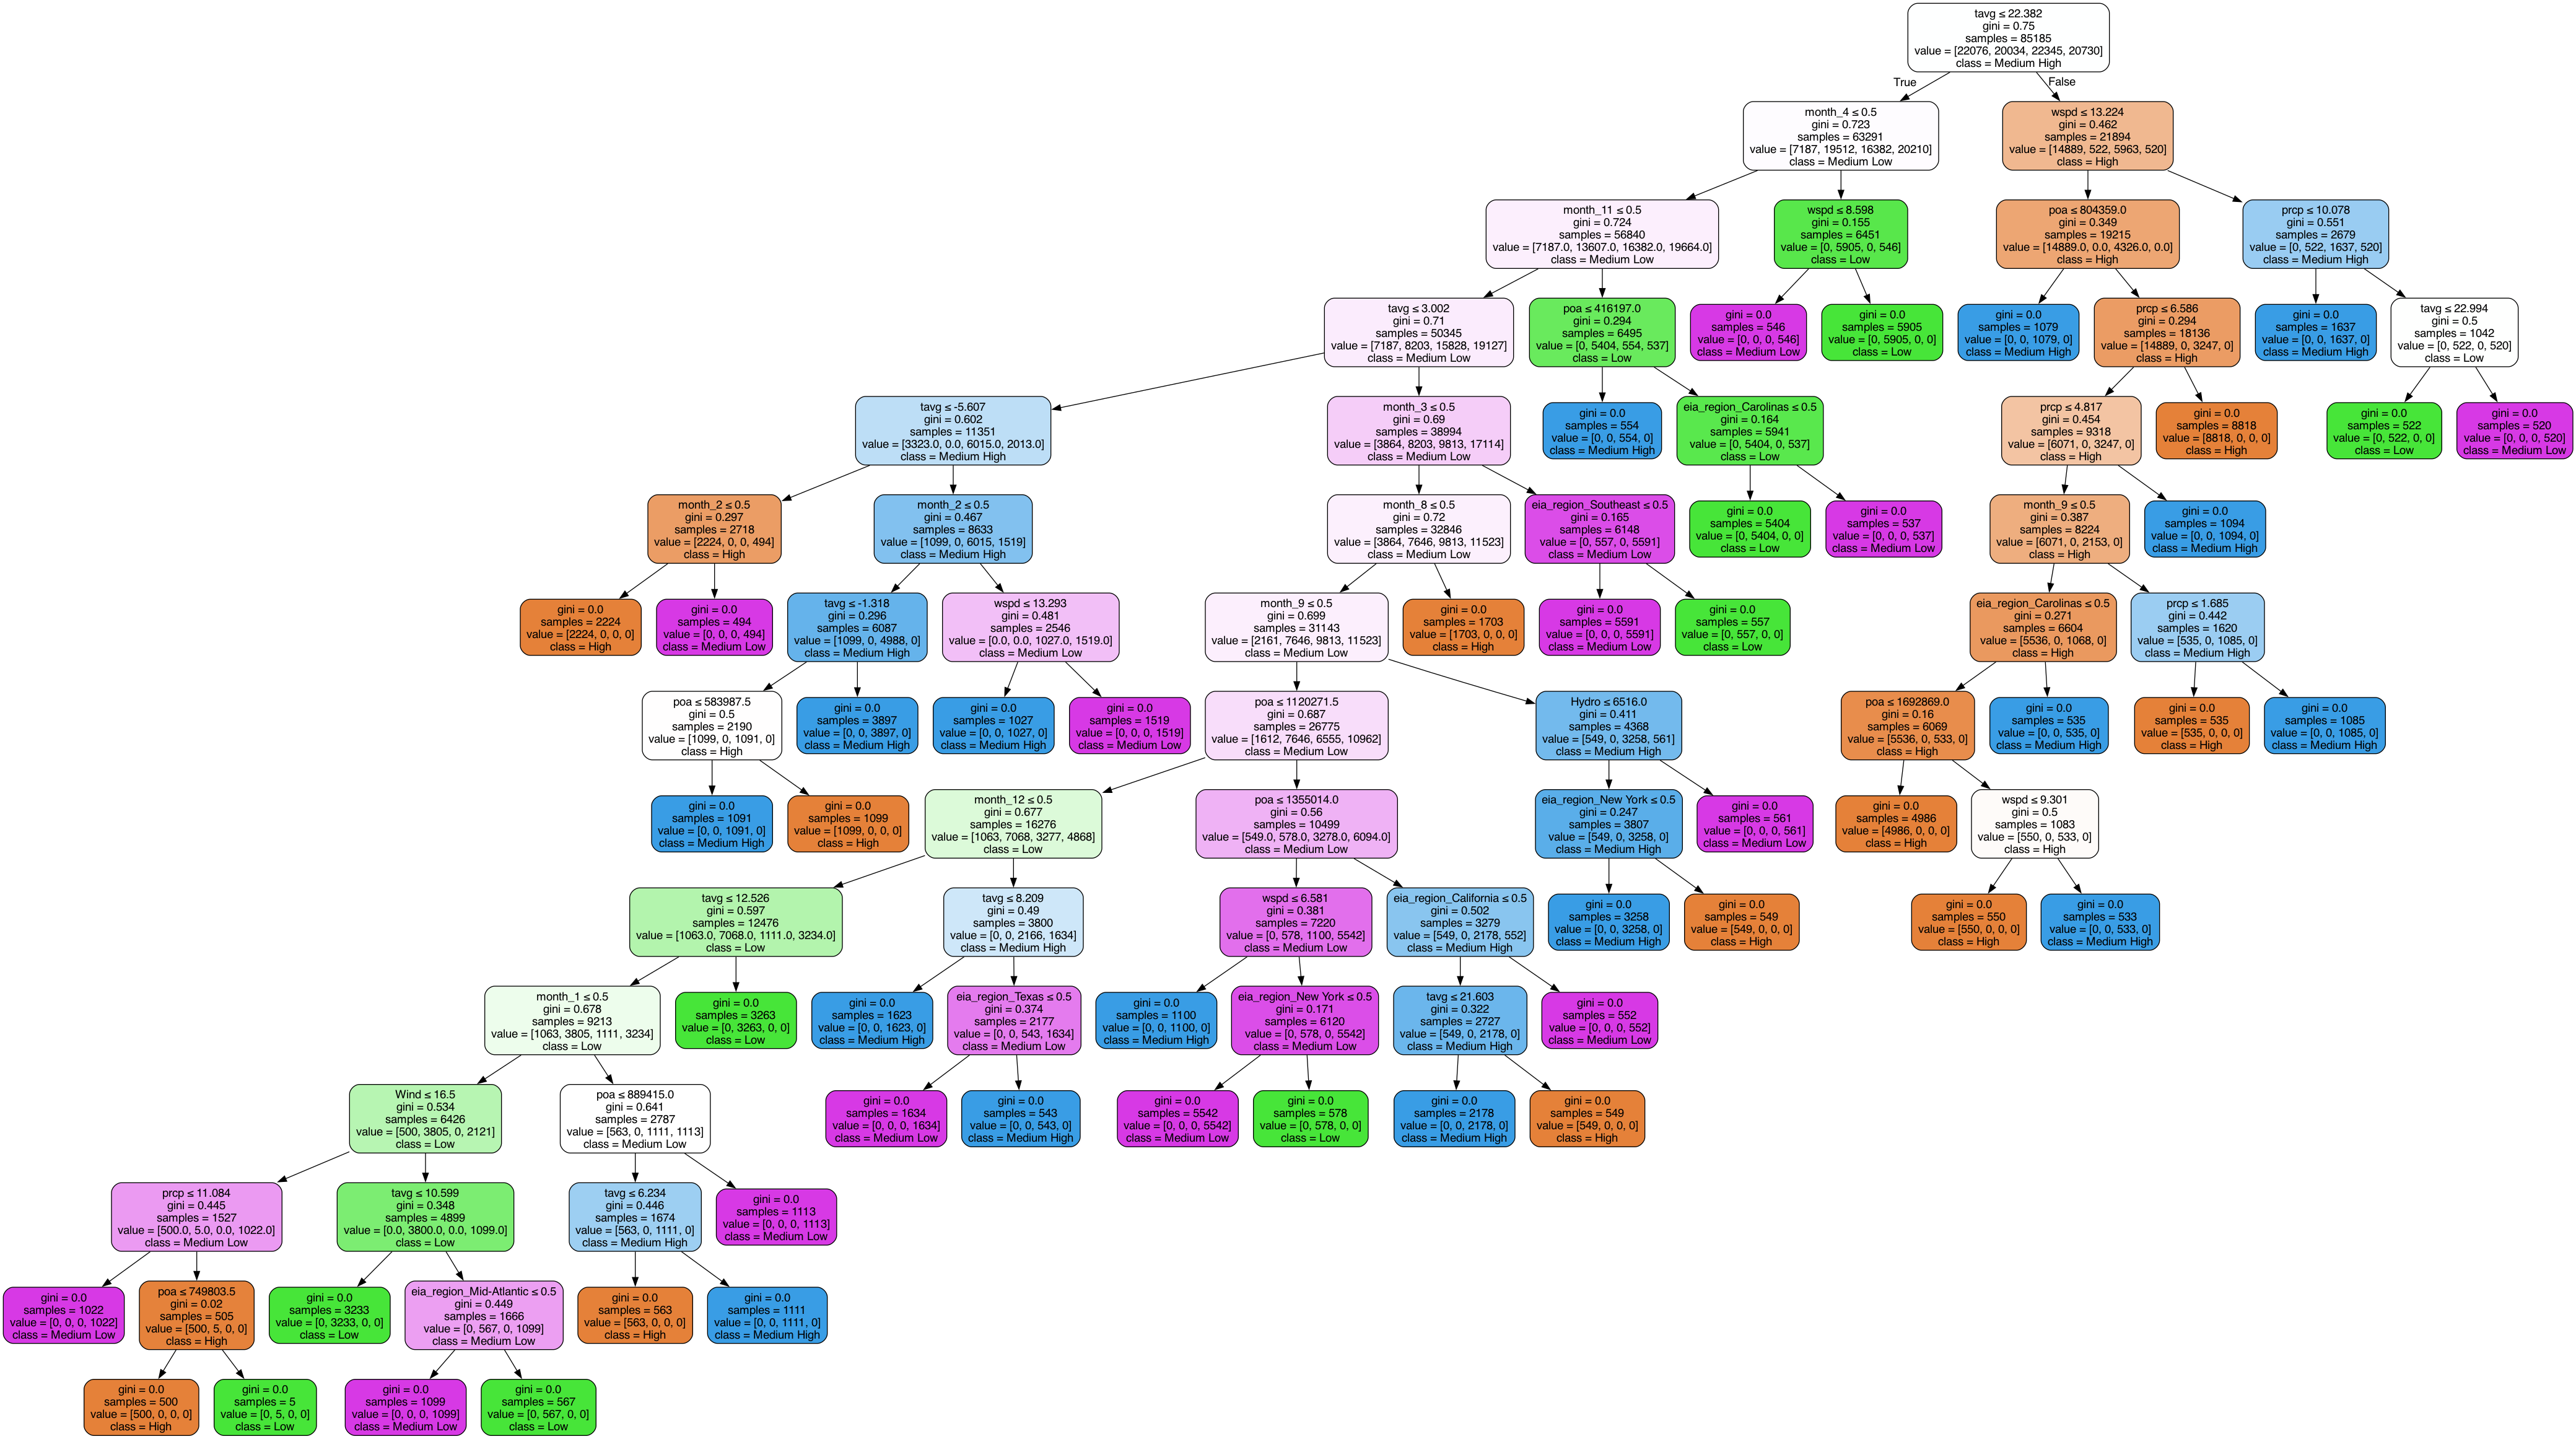 tavg ≤ 22.382
gini = 0.75
samples = 85185
value = [22076, 20034, 22345, 20730]
class = Medium High
True
False
month_4 ≤ 0.5
gini = 0.723
samples = 63291
value = [7187, 19512, 16382, 20210]
class = Medium Low
wspd ≤ 13.224
gini = 0.462
samples = 21894
value = [14889, 522, 5963, 520]
class = High
month_11 ≤ 0.5
gini = 0.724
samples = 56840
value = [7187.0, 13607.0, 16382.0, 19664.0]
class = Medium Low
wspd ≤ 8.598
gini = 0.155
samples = 6451
value = [0, 5905, 0, 546]
class = Low
poa ≤ 804359.0
gini = 0.349
samples = 19215
value = [14889.0, 0.0, 4326.0, 0.0]
class = High
prcp ≤ 10.078
gini = 0.551
samples = 2679
value = [0, 522, 1637, 520]
class = Medium High
tavg ≤ 3.002
gini = 0.71
samples = 50345
value = [7187, 8203, 15828, 19127]
class = Medium Low
poa ≤ 416197.0
gini = 0.294
samples = 6495
value = [0, 5404, 554, 537]
class = Low
gini = 0.0
samples = 546
value = [0, 0, 0, 546]
class = Medium Low
gini = 0.0
samples = 5905
value = [0, 5905, 0, 0]
class = Low
gini = 0.0
samples = 1079
value = [0, 0, 1079, 0]
class = Medium High
prcp ≤ 6.586
gini = 0.294
samples = 18136
value = [14889, 0, 3247, 0]
class = High
gini = 0.0
samples = 1637
value = [0, 0, 1637, 0]
class = Medium High
tavg ≤ 22.994
gini = 0.5
samples = 1042
value = [0, 522, 0, 520]
class = Low
tavg ≤ -5.607
gini = 0.602
samples = 11351
value = [3323.0, 0.0, 6015.0, 2013.0]
class = Medium High
month_3 ≤ 0.5
gini = 0.69
samples = 38994
value = [3864, 8203, 9813, 17114]
class = Medium Low
gini = 0.0
samples = 554
value = [0, 0, 554, 0]
class = Medium High
eia_region_Carolinas ≤ 0.5
gini = 0.164
samples = 5941
value = [0, 5404, 0, 537]
class = Low
prcp ≤ 4.817
gini = 0.454
samples = 9318
value = [6071, 0, 3247, 0]
class = High
gini = 0.0
samples = 8818
value = [8818, 0, 0, 0]
class = High
gini = 0.0
samples = 522
value = [0, 522, 0, 0]
class = Low
gini = 0.0
samples = 520
value = [0, 0, 0, 520]
class = Medium Low
month_2 ≤ 0.5
gini = 0.297
samples = 2718
value = [2224, 0, 0, 494]
class = High
month_2 ≤ 0.5
gini = 0.467
samples = 8633
value = [1099, 0, 6015, 1519]
class = Medium High
month_8 ≤ 0.5
gini = 0.72
samples = 32846
value = [3864, 7646, 9813, 11523]
class = Medium Low
eia_region_Southeast ≤ 0.5
gini = 0.165
samples = 6148
value = [0, 557, 0, 5591]
class = Medium Low
gini = 0.0
samples = 5404
value = [0, 5404, 0, 0]
class = Low
gini = 0.0
samples = 537
value = [0, 0, 0, 537]
class = Medium Low
month_9 ≤ 0.5
gini = 0.387
samples = 8224
value = [6071, 0, 2153, 0]
class = High
gini = 0.0
samples = 1094
value = [0, 0, 1094, 0]
class = Medium High
gini = 0.0
samples = 2224
value = [2224, 0, 0, 0]
class = High
gini = 0.0
samples = 494
value = [0, 0, 0, 494]
class = Medium Low
tavg ≤ -1.318
gini = 0.296
samples = 6087
value = [1099, 0, 4988, 0]
class = Medium High
wspd ≤ 13.293
gini = 0.481
samples = 2546
value = [0.0, 0.0, 1027.0, 1519.0]
class = Medium Low
month_9 ≤ 0.5
gini = 0.699
samples = 31143
value = [2161, 7646, 9813, 11523]
class = Medium Low
gini = 0.0
samples = 1703
value = [1703, 0, 0, 0]
class = High
gini = 0.0
samples = 5591
value = [0, 0, 0, 5591]
class = Medium Low
gini = 0.0
samples = 557
value = [0, 557, 0, 0]
class = Low
eia_region_Carolinas ≤ 0.5
gini = 0.271
samples = 6604
value = [5536, 0, 1068, 0]
class = High
prcp ≤ 1.685
gini = 0.442
samples = 1620
value = [535, 0, 1085, 0]
class = Medium High
poa ≤ 583987.5
gini = 0.5
samples = 2190
value = [1099, 0, 1091, 0]
class = High
gini = 0.0
samples = 3897
value = [0, 0, 3897, 0]
class = Medium High
gini = 0.0
samples = 1027
value = [0, 0, 1027, 0]
class = Medium High
gini = 0.0
samples = 1519
value = [0, 0, 0, 1519]
class = Medium Low
poa ≤ 1120271.5
gini = 0.687
samples = 26775
value = [1612, 7646, 6555, 10962]
class = Medium Low
Hydro ≤ 6516.0
gini = 0.411
samples = 4368
value = [549, 0, 3258, 561]
class = Medium High
poa ≤ 1692869.0
gini = 0.16
samples = 6069
value = [5536, 0, 533, 0]
class = High
gini = 0.0
samples = 535
value = [0, 0, 535, 0]
class = Medium High
gini = 0.0
samples = 535
value = [535, 0, 0, 0]
class = High
gini = 0.0
samples = 1085
value = [0, 0, 1085, 0]
class = Medium High
gini = 0.0
samples = 1091
value = [0, 0, 1091, 0]
class = Medium High
gini = 0.0
samples = 1099
value = [1099, 0, 0, 0]
class = High
month_12 ≤ 0.5
gini = 0.677
samples = 16276
value = [1063, 7068, 3277, 4868]
class = Low
poa ≤ 1355014.0
gini = 0.56
samples = 10499
value = [549.0, 578.0, 3278.0, 6094.0]
class = Medium Low
eia_region_New York ≤ 0.5
gini = 0.247
samples = 3807
value = [549, 0, 3258, 0]
class = Medium High
gini = 0.0
samples = 561
value = [0, 0, 0, 561]
class = Medium Low
gini = 0.0
samples = 4986
value = [4986, 0, 0, 0]
class = High
wspd ≤ 9.301
gini = 0.5
samples = 1083
value = [550, 0, 533, 0]
class = High
tavg ≤ 12.526
gini = 0.597
samples = 12476
value = [1063.0, 7068.0, 1111.0, 3234.0]
class = Low
tavg ≤ 8.209
gini = 0.49
samples = 3800
value = [0, 0, 2166, 1634]
class = Medium High
wspd ≤ 6.581
gini = 0.381
samples = 7220
value = [0, 578, 1100, 5542]
class = Medium Low
eia_region_California ≤ 0.5
gini = 0.502
samples = 3279
value = [549, 0, 2178, 552]
class = Medium High
gini = 0.0
samples = 3258
value = [0, 0, 3258, 0]
class = Medium High
gini = 0.0
samples = 549
value = [549, 0, 0, 0]
class = High
gini = 0.0
samples = 550
value = [550, 0, 0, 0]
class = High
gini = 0.0
samples = 533
value = [0, 0, 533, 0]
class = Medium High
month_1 ≤ 0.5
gini = 0.678
samples = 9213
value = [1063, 3805, 1111, 3234]
class = Low
gini = 0.0
samples = 3263
value = [0, 3263, 0, 0]
class = Low
gini = 0.0
samples = 1623
value = [0, 0, 1623, 0]
class = Medium High
eia_region_Texas ≤ 0.5
gini = 0.374
samples = 2177
value = [0, 0, 543, 1634]
class = Medium Low
gini = 0.0
samples = 1100
value = [0, 0, 1100, 0]
class = Medium High
eia_region_New York ≤ 0.5
gini = 0.171
samples = 6120
value = [0, 578, 0, 5542]
class = Medium Low
tavg ≤ 21.603
gini = 0.322
samples = 2727
value = [549, 0, 2178, 0]
class = Medium High
gini = 0.0
samples = 552
value = [0, 0, 0, 552]
class = Medium Low
Wind ≤ 16.5
gini = 0.534
samples = 6426
value = [500, 3805, 0, 2121]
class = Low
poa ≤ 889415.0
gini = 0.641
samples = 2787
value = [563, 0, 1111, 1113]
class = Medium Low
gini = 0.0
samples = 1634
value = [0, 0, 0, 1634]
class = Medium Low
gini = 0.0
samples = 543
value = [0, 0, 543, 0]
class = Medium High
gini = 0.0
samples = 5542
value = [0, 0, 0, 5542]
class = Medium Low
gini = 0.0
samples = 578
value = [0, 578, 0, 0]
class = Low
gini = 0.0
samples = 2178
value = [0, 0, 2178, 0]
class = Medium High
gini = 0.0
samples = 549
value = [549, 0, 0, 0]
class = High
prcp ≤ 11.084
gini = 0.445
samples = 1527
value = [500.0, 5.0, 0.0, 1022.0]
class = Medium Low
tavg ≤ 10.599
gini = 0.348
samples = 4899
value = [0.0, 3800.0, 0.0, 1099.0]
class = Low
tavg ≤ 6.234
gini = 0.446
samples = 1674
value = [563, 0, 1111, 0]
class = Medium High
gini = 0.0
samples = 1113
value = [0, 0, 0, 1113]
class = Medium Low
gini = 0.0
samples = 1022
value = [0, 0, 0, 1022]
class = Medium Low
poa ≤ 749803.5
gini = 0.02
samples = 505
value = [500, 5, 0, 0]
class = High
gini = 0.0
samples = 3233
value = [0, 3233, 0, 0]
class = Low
eia_region_Mid-Atlantic ≤ 0.5
gini = 0.449
samples = 1666
value = [0, 567, 0, 1099]
class = Medium Low
gini = 0.0
samples = 563
value = [563, 0, 0, 0]
class = High
gini = 0.0
samples = 1111
value = [0, 0, 1111, 0]
class = Medium High
gini = 0.0
samples = 500
value = [500, 0, 0, 0]
class = High
gini = 0.0
samples = 5
value = [0, 5, 0, 0]
class = Low
gini = 0.0
samples = 1099
value = [0, 0, 0, 1099]
class = Medium Low
gini = 0.0
samples = 567
value = [0, 567, 0, 0]
class = Low